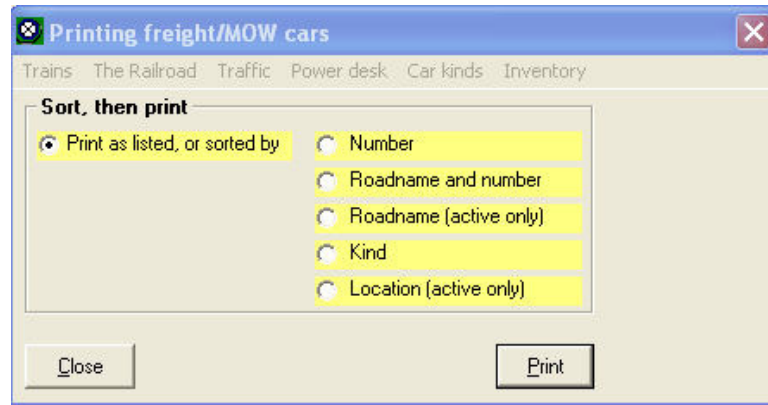 Printing freight/MOW cars
Trains The Railroad Traffic Power desk Car kinds Inventory
Sort, then print
Print as listed, or sorted by
Number
Roadname and number
Roadname (active only)
Kind
Location (active only)
Close
Print